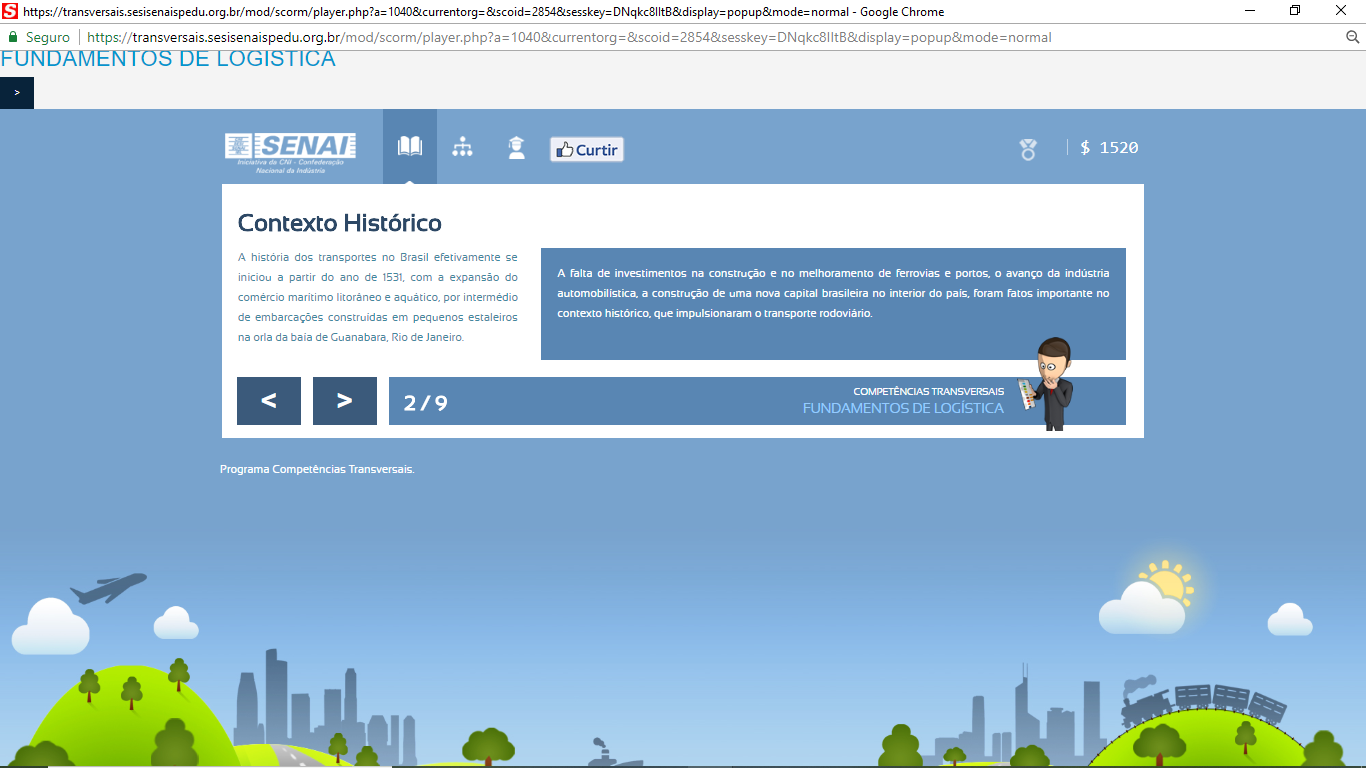 https://transversais.sesisenaispedu.org.br/mod/scorm/player.php?a=1040&currentorg=&scoid=2854&sesskey=DNqkc8lItB&display=popup&mode=normal - Google Chrome
Seguro | https://transversais.sesisenaispedu.org.br/mod/scorm/player.php?a=1040&currentorg=&scoid=2854&sesskey=DNqkc8lItB&display=popup&mode=normal
FUNDAMENTOS DE LOGÍSTICA
>
SENAI
Iniciativa da CNI - Confederação
Nacional da Indústria
Curtir
$ 1520
Contexto Histórico
A história dos transportes no Brasil efetivamente se
iniciou a partir do ano de 1531, com a expansão do
comércio marítimo litorâneo e aquático, por intermédio
de embarcações construídas em pequenos estaleiros
na orla da baía de Guanabara, Rio de Janeiro.
A falta de investimentos na construção e no melhoramento de ferrovias e portos, o avanço da indústria
automobilística, a construção de uma nova capital brasileira no interior do país, foram fatos importante no
contexto histórico, que impulsionaram o transporte rodoviário.
< > 2 / 9
COMPETÊNCIAS TRANSVERSAIS
FUNDAMENTOS DE LOGÍSTICA
Programa Competências Transversais.